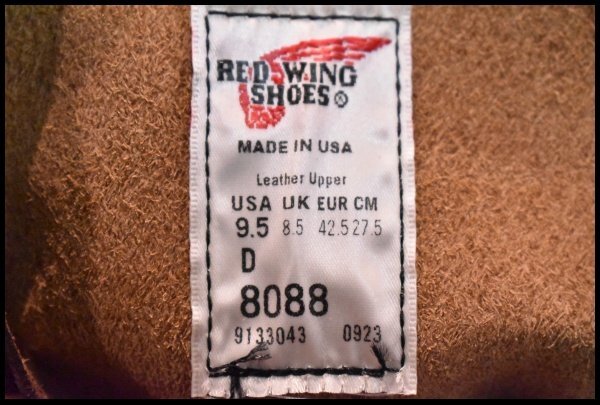 RED WING
SHOES®
MADE IN USA
Leather Upper
USA UK EUR CM
9.5 8.5 42.5 27.5
D
8088
9133043 0923